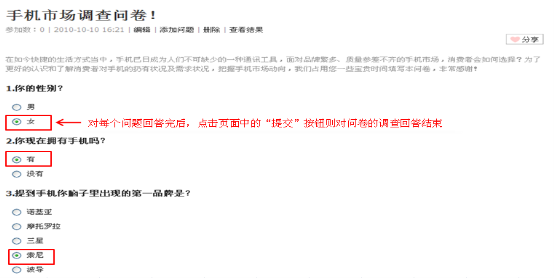 手机市场调查问卷！
参加数：0 | 2010-10-10 16:21 | 编辑 | 添加问题 | 删除 | 查看结果
分享
在如今快捷的生活方式当中，手机已日成为人们不可缺少的一种通讯工具，面对品牌繁多、质量参差不齐的手机市场，消费者会如何选择？为了
更好的认识和了解消费者对手机的拥有状况及需求状况，把握手机市场动向，我们占用您一些宝贵时间填写本问卷，非常感谢！
1.你的性别？
男
女
对每个问题回答完后，点击页面中的“提交”按钮则对问卷的调查回答结束
2.你现在拥有手机吗？
有
没有
3.提到手机你脑子里出现的第一品牌是？
诺基亚
摩托罗拉
三星
索尼
波导